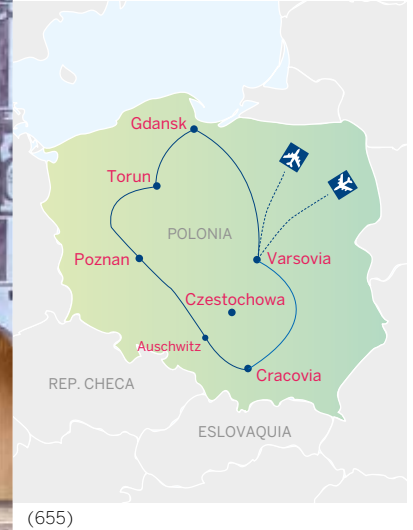 Gdansk
Torun
POLONIA
Poznan
Varsovia
Czestochowa
Auschwitz
Cracovia
REP. CHECA
ESLOVAQUIA
(655)